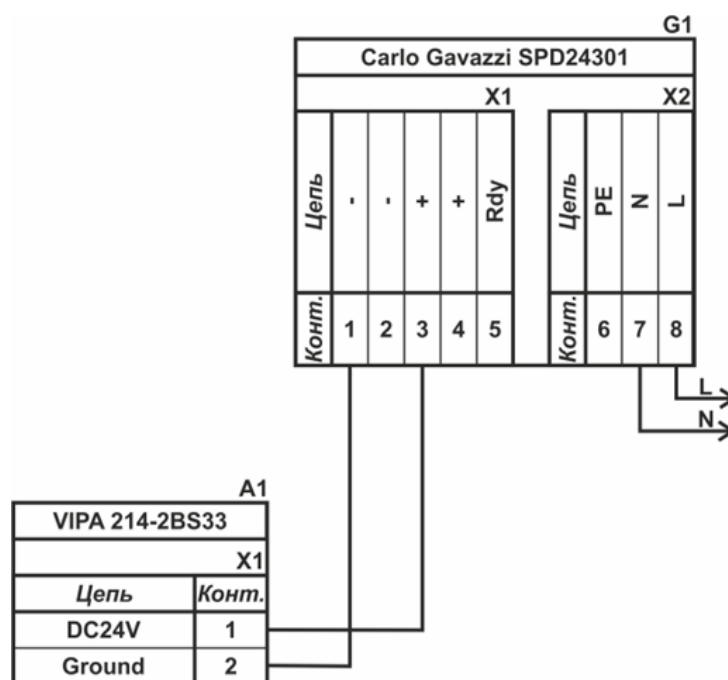 G1
Carlo Gavazzi SPD24301
X1 X2
Цепь - - + + Rdy Цепь PE N L
Конт. 1 2 3 4 5 Конт. 6 7 8
L
N
A1
VIPA 214-2BS33
X1
Цепь Конт.
DC24V 1
Ground 2